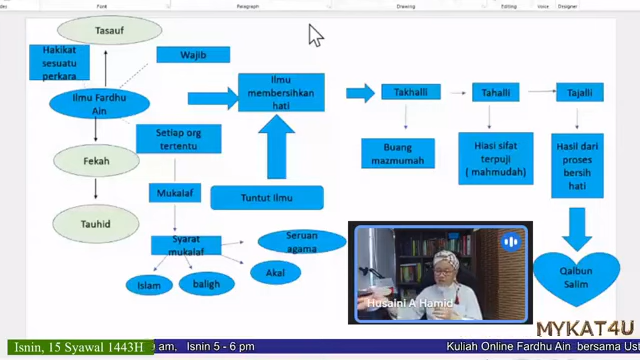 Font
Paragraph
Drawing
Editing
Voice
Designer
Tasauf
Hakikat
sesuatu
perkara
Wajib
Ilmu Fardhu
Ain
Ilmu
membersihkan
hati
Takhalli
Tahalli
Tajalli
Setiap org
tertentu
Buang
mazmumah
Hiasi sifat
terpuji
( mahmudah)
Hasil dari
proses
bersih
hati
Fekah
Mukalaf
Tuntut Ilmu
Tauhid
Syarat
mukalaf
Seruan
agama
Islam
baligh
Akal
Qalbun
Salim
Husaini A Hamid
MYKAT4U
Isnin, 15 Syawal 1443H
am, Isnin 5 - 6 pm
Kuliah Online Fardhu Ain bersama Us